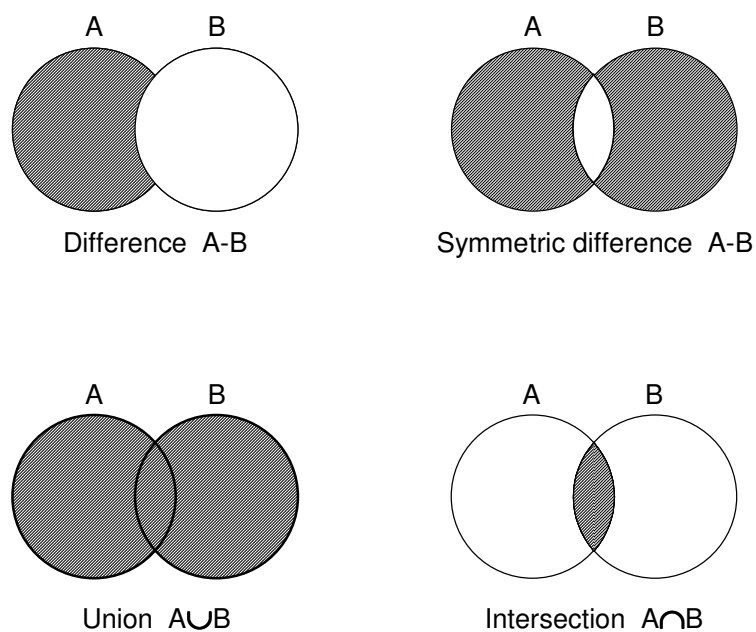 A B
A B
Difference A-B
Symmetric difference A-B
A B
A B
Union A∪B
Intersection A∩B